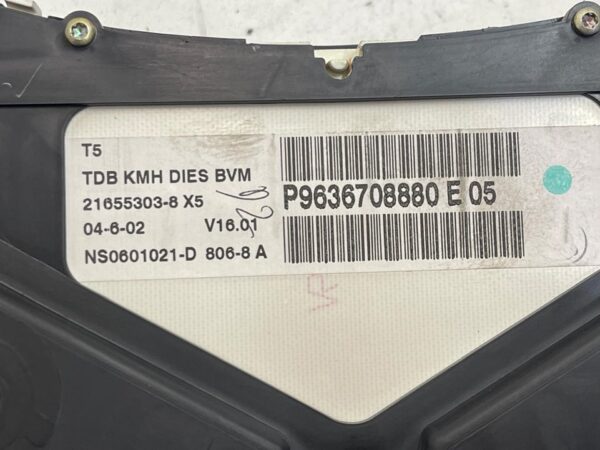 T5
TDB KMH DIES BVM
21655303-8 X5
04-6-02 V16.01
NS0601021-D 806-8 A
P9636708880 E 05